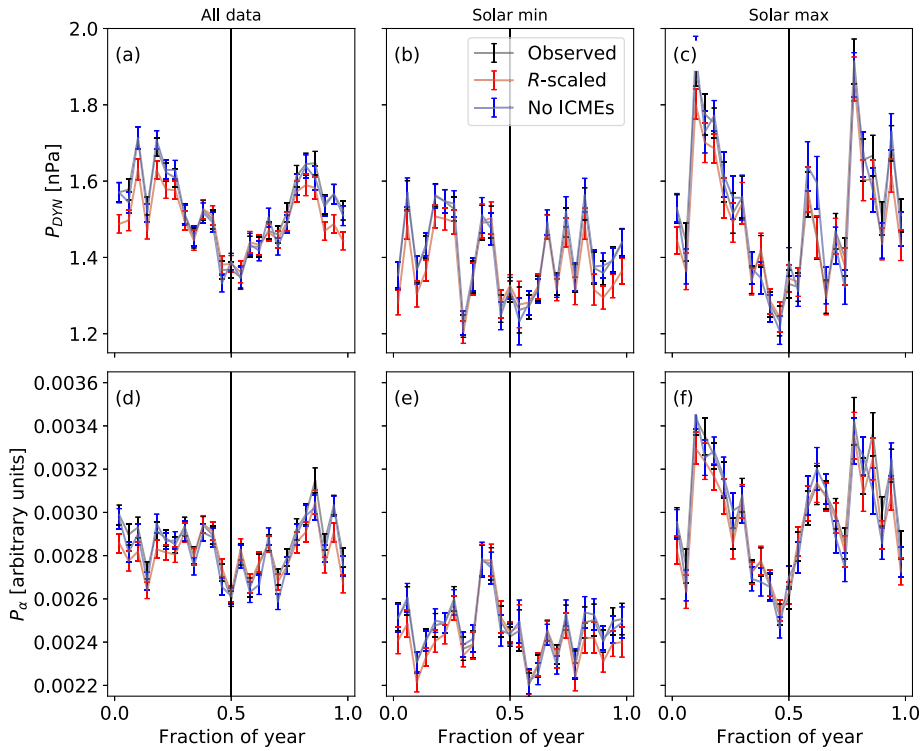 All data
Solar min
Solar max
2.0
1.8
1.6
1.4
1.2
P_DYN [nPa]
(a)
(b)
(c)
Observed
R-scaled
No ICMEs
0.0036
0.0034
0.0032
0.0030
0.0028
0.0026
0.0024
0.0022
P_α [arbitrary units]
(d)
(e)
(f)
0.0 0.5 1.0
0.0 0.5 1.0
0.0 0.5 1.0
Fraction of year
Fraction of year
Fraction of year